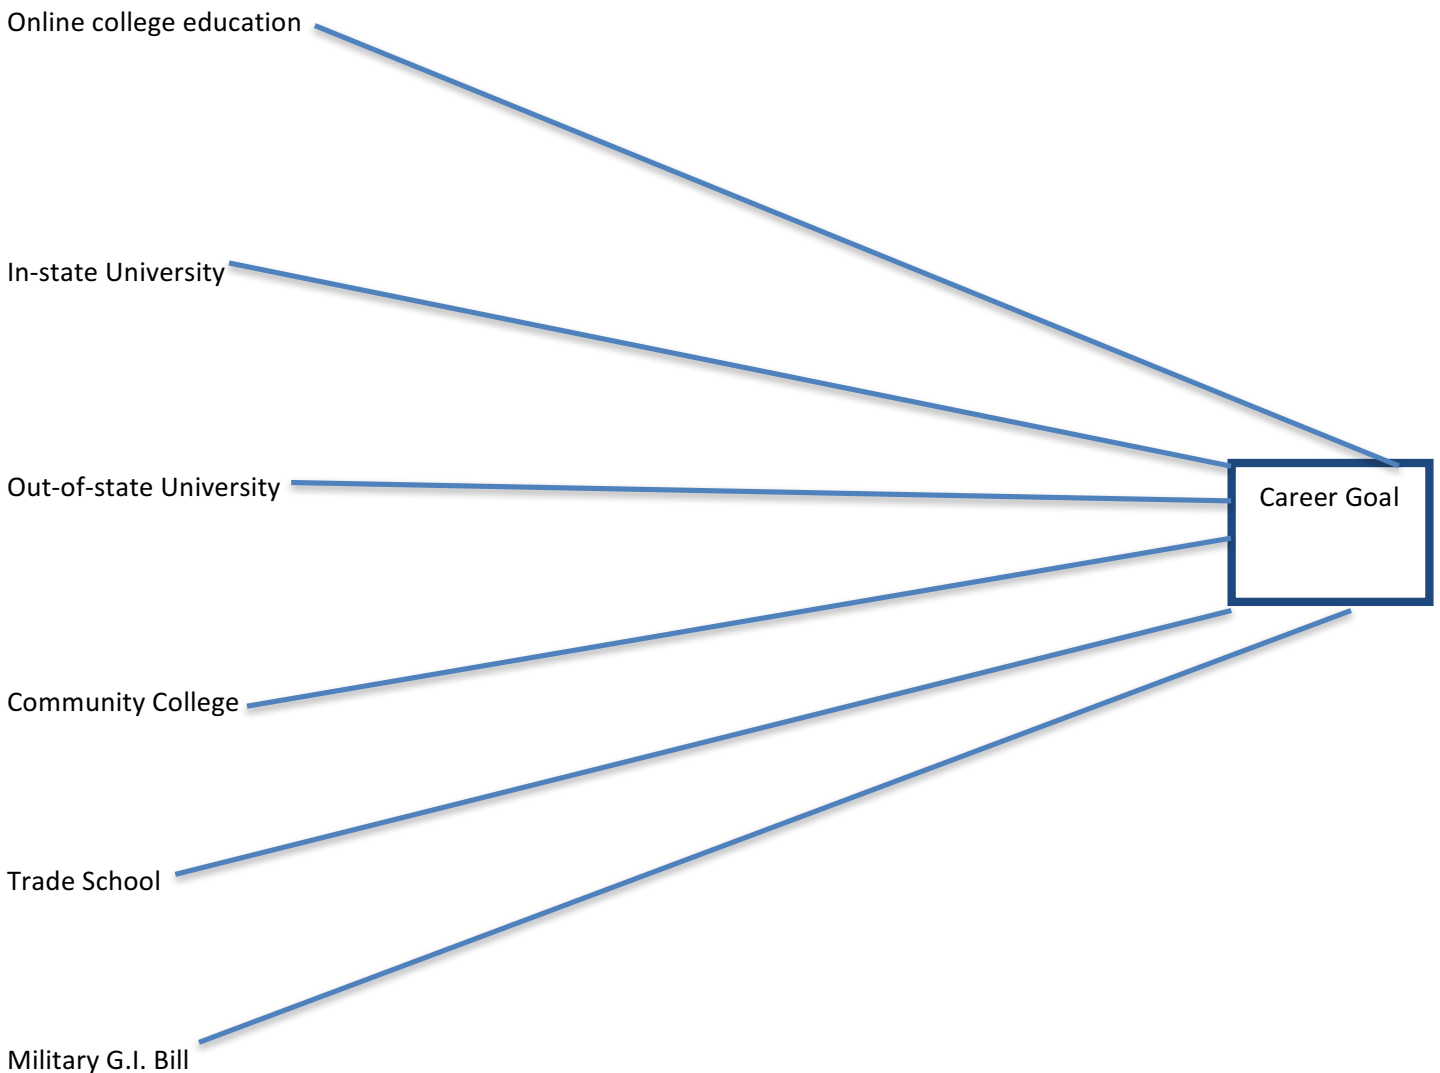 Online college education
In-state University
Out-of-state University
Career Goal
Community College
Trade School
Military G.I. Bill